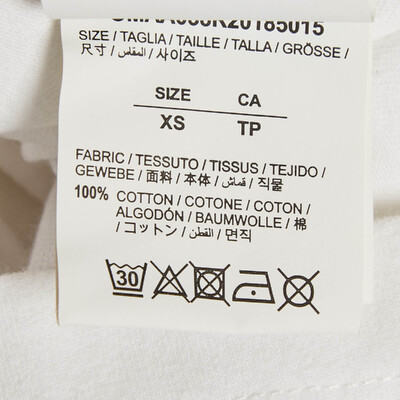 SIZE / TAGLIA / TAILLE / TALLA / GRÖSSE /
尺寸 / المقاس / 사이즈
SIZE CA
XS TP
FABRIC / TESSUTO / TISSUS / TEJIDO /
GEWEBE / 面料 / 本体 / قماش / 직물
100% COTTON / COTONE / COTON /
ALGODÓN / BAUMWOLLE / 棉
/ コットン / القطن / 면직
30